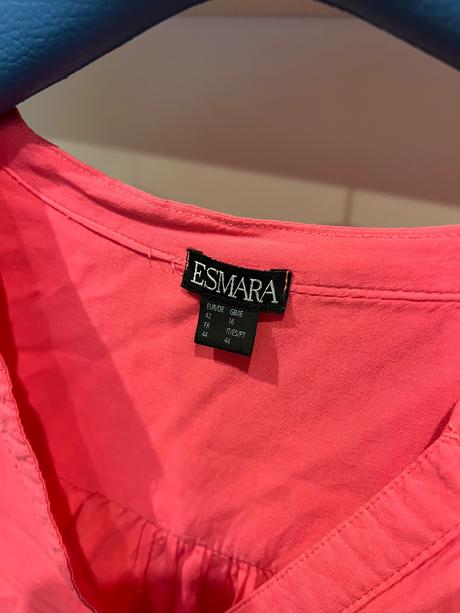 ESMARA
EUR/DE GB/IE
42 16
FR IT/ES/PT
44 44